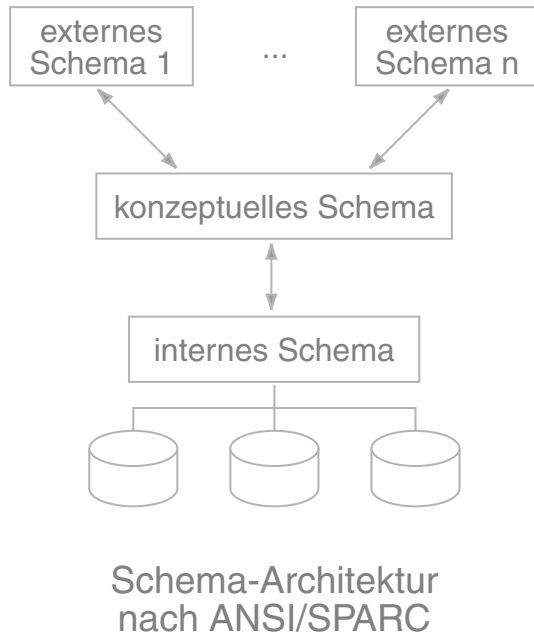 externes
Schema 1
...
externes
Schema n
konzeptuelles Schema
internes Schema
Schema-Architektur
nach ANSI/SPARC